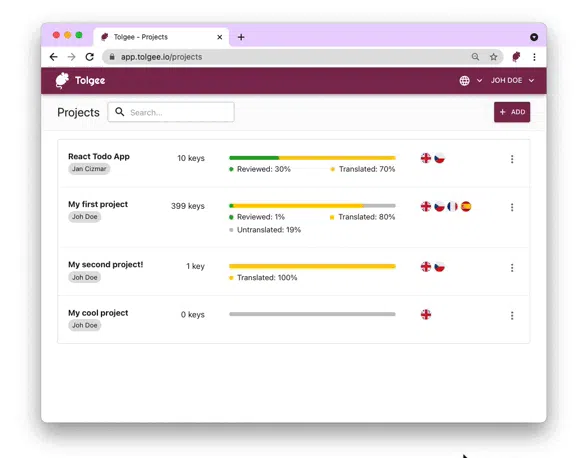 Tolgee - Projects
app.tolgee.io/projects
Tolgee
JOH DOE
Projects
Search...
+ ADD
React Todo App
10 keys
Jan Cizmar
Reviewed: 30%
Translated: 70%
My first project
399 keys
Joh Doe
Reviewed: 1%
Translated: 80%
Untranslated: 19%
My second project!
1 key
Joh Doe
Translated: 100%
My cool project
0 keys
Joh Doe